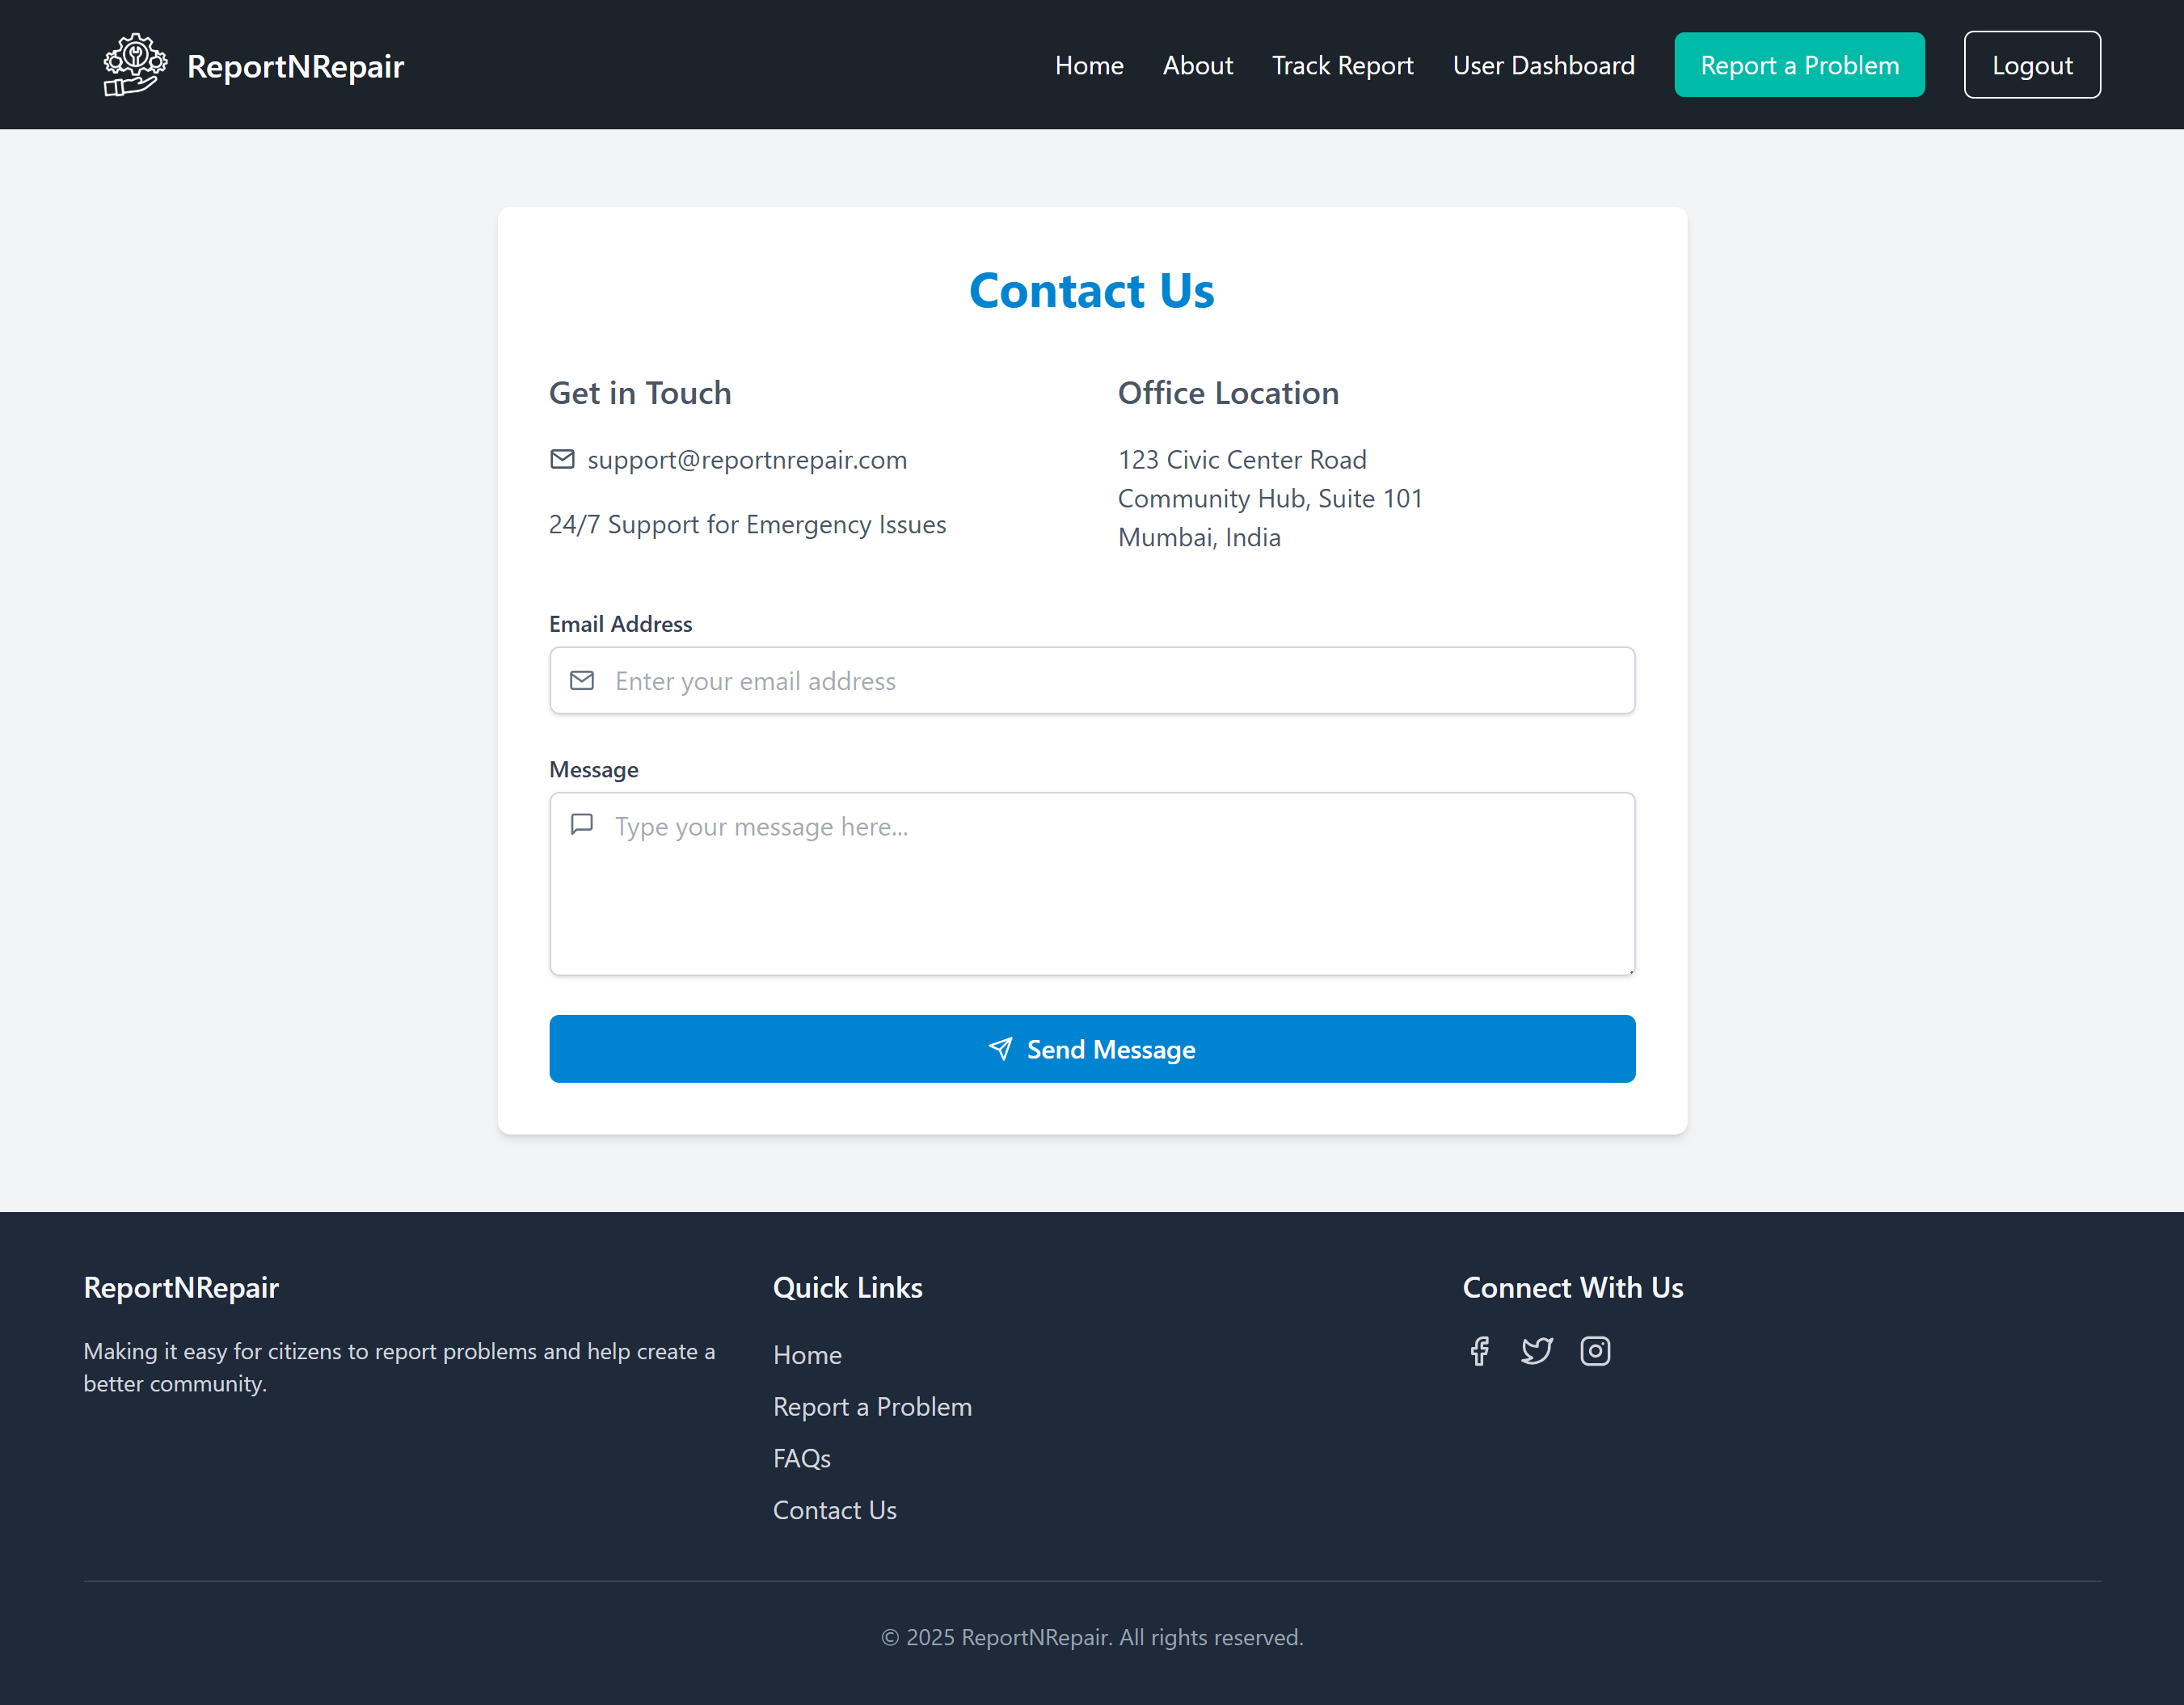 ReportNRepair
Home
About
Track Report
User Dashboard
Report a Problem
Logout
Contact Us
Get in Touch
support@reportnrepair.com
24/7 Support for Emergency Issues
Office Location
123 Civic Center Road
Community Hub, Suite 101
Mumbai, India
Email Address
Enter your email address
Message
Type your message here...
Send Message
ReportNRepair
Making it easy for citizens to report problems and help create a
better community.
Quick Links
Home
Report a Problem
FAQs
Contact Us
Connect With Us
© 2025 ReportNRepair. All rights reserved.